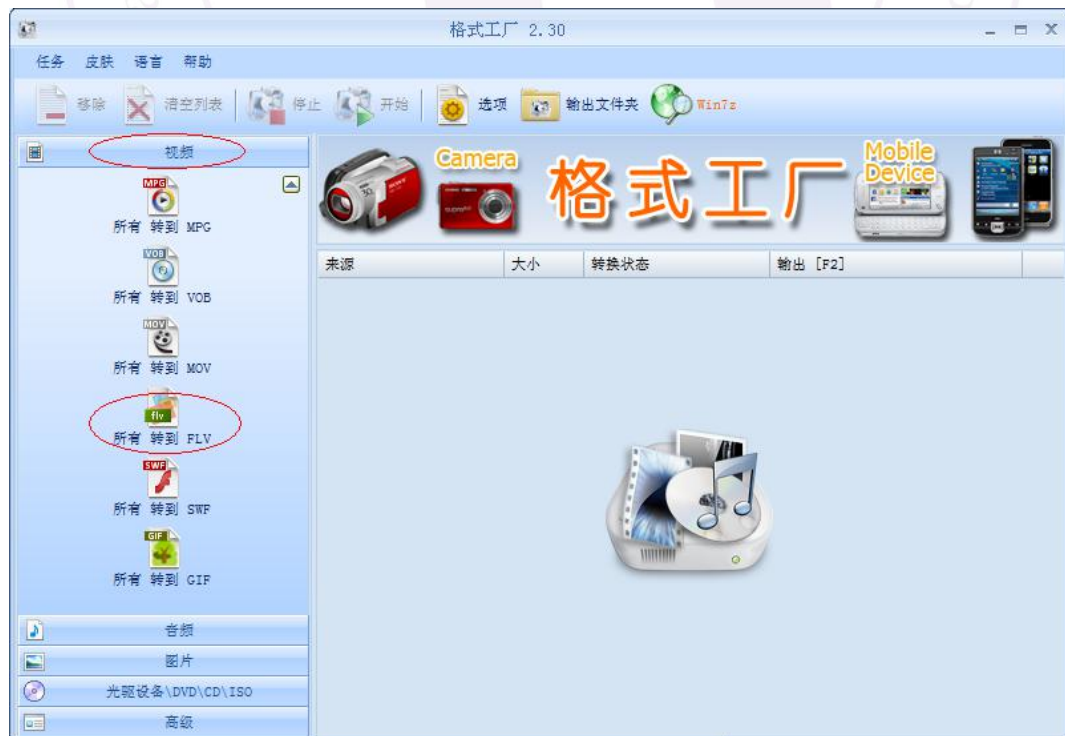 格式工厂 2.30
任务 皮肤 语言 帮助
移除 清空列表 停止 开始 选项 输出文件夹 Win7z
视频
MPG
所有 转到 MPG
VOB
所有 转到 VOB
MOV
所有 转到 MOV
flv
所有 转到 FLV
SWF
所有 转到 SWF
GIF
所有 转到 GIF
音频
图片
光驱设备\DVD\CD\ISO
高级
Camera
格式工厂
Mobile
Device
来源 大小 转换状态 输出 [F2]